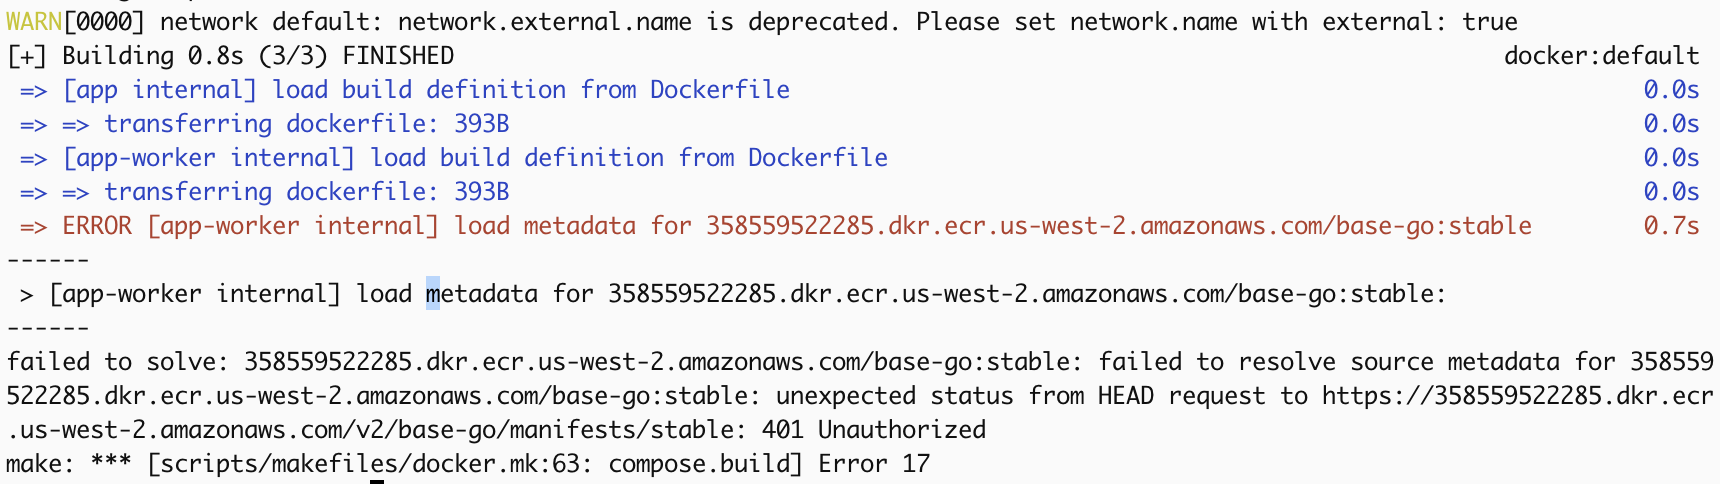 WARN[0000] network default: network.external.name is deprecated. Please set network.name with external: true
[+] Building 0.8s (3/3) FINISHED docker:default
=> [app internal] load build definition from Dockerfile 0.0s
=> => transferring dockerfile: 393B 0.0s
=> [app-worker internal] load build definition from Dockerfile 0.0s
=> => transferring dockerfile: 393B 0.0s
=> ERROR [app-worker internal] load metadata for 358559522285.dkr.ecr.us-west-2.amazonaws.com/base-go:stable 0.7s
------
> [app-worker internal] load metadata for 358559522285.dkr.ecr.us-west-2.amazonaws.com/base-go:stable:
------
failed to solve: 358559522285.dkr.ecr.us-west-2.amazonaws.com/base-go:stable: failed to resolve source metadata for 358559
522285.dkr.ecr.us-west-2.amazonaws.com/base-go:stable: unexpected status from HEAD request to https://358559522285.dkr.ecr
.us-west-2.amazonaws.com/v2/base-go/manifests/stable: 401 Unauthorized
make: *** [scripts/makefiles/docker.mk:63: compose.build] Error 17